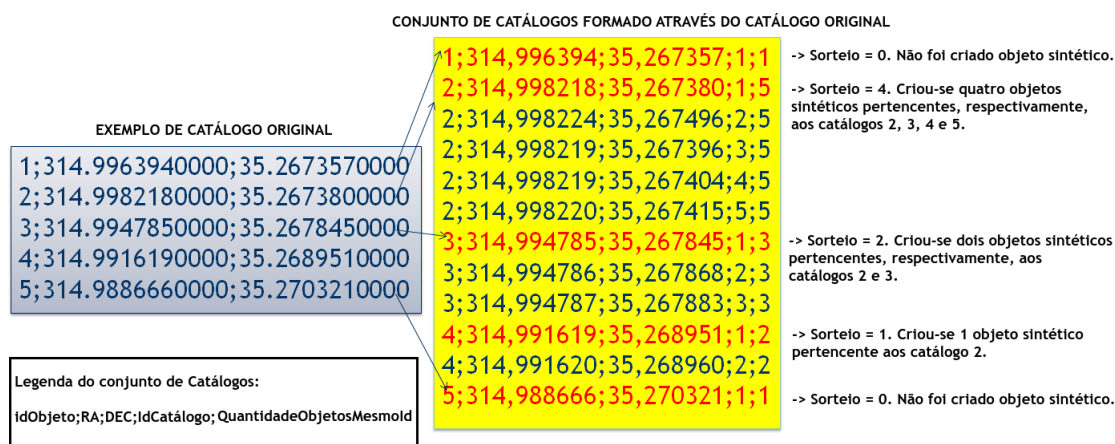 CONJUNTO DE CATÁLOGOS FORMADO ATRAVÉS DO CATÁLOGO ORIGINAL
EXEMPLO DE CATÁLOGO ORIGINAL
1;314.9963940000;35.2673570000
2;314.9982180000;35.2673800000
3;314.9947850000;35.2678450000
4;314.9916190000;35.2689510000
5;314.9886660000;35.2703210000
1;314,996394;35,267357;1;1
2;314,998218;35,267380;1;5
2;314,998224;35,267496;2;5
2;314,998219;35,267396;3;5
2;314,998219;35,267404;4;5
2;314,998220;35,267415;5;5
3;314,994785;35,267845;1;3
3;314,994786;35,267868;2;3
3;314,994787;35,267883;3;3
4;314,991619;35,268951;1;2
4;314,991620;35,268960;2;2
5;314,988666;35,270321;1;1
-> Sorteio = 0. Não foi criado objeto sintético.
-> Sorteio = 4. Criou-se quatro objetos
sintéticos pertencentes, respectivamente,
aos catálogos 2, 3, 4 e 5.
-> Sorteio = 2. Criou-se dois objetos sintéticos
pertencentes, respectivamente, aos
catálogos 2 e 3.
-> Sorteio = 1. Criou-se 1 objeto sintético
pertencente aos catálogo 2.
-> Sorteio = 0. Não foi criado objeto sintético.
Legenda do conjunto de Catálogos:
idObjeto;RA;DEC;IdCatálogo;QuantidadeObjetosMesmoId